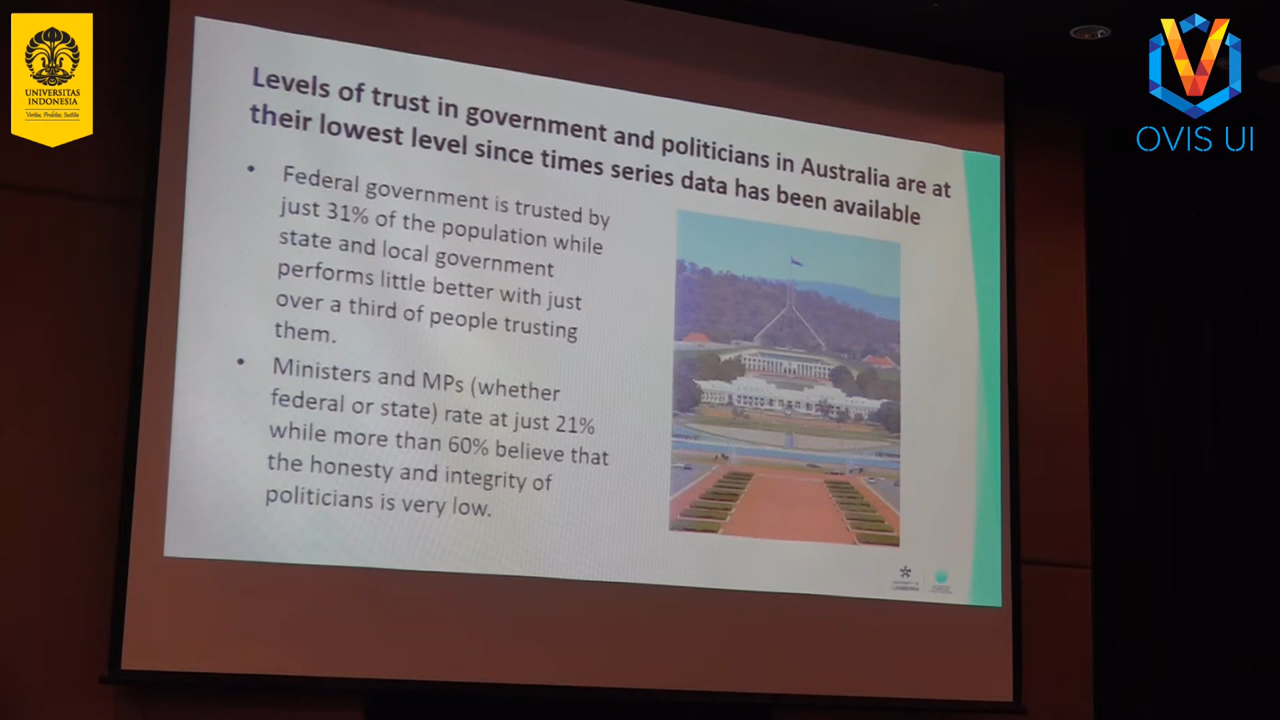 UNIVERSITAS
INDONESIA
Veritas, Probitas, Iustitia
OVIS UI
Levels of trust in government and politicians in Australia are at
their lowest level since times series data has been available
• Federal government is trusted by
just 31% of the population while
state and local government
performs little better with just
over a third of people trusting
them.
• Ministers and MPs (whether
federal or state) rate at just 21%
while more than 60% believe that
the honesty and integrity of
politicians is very low.
UNIVERSITY OF
CANBERRA